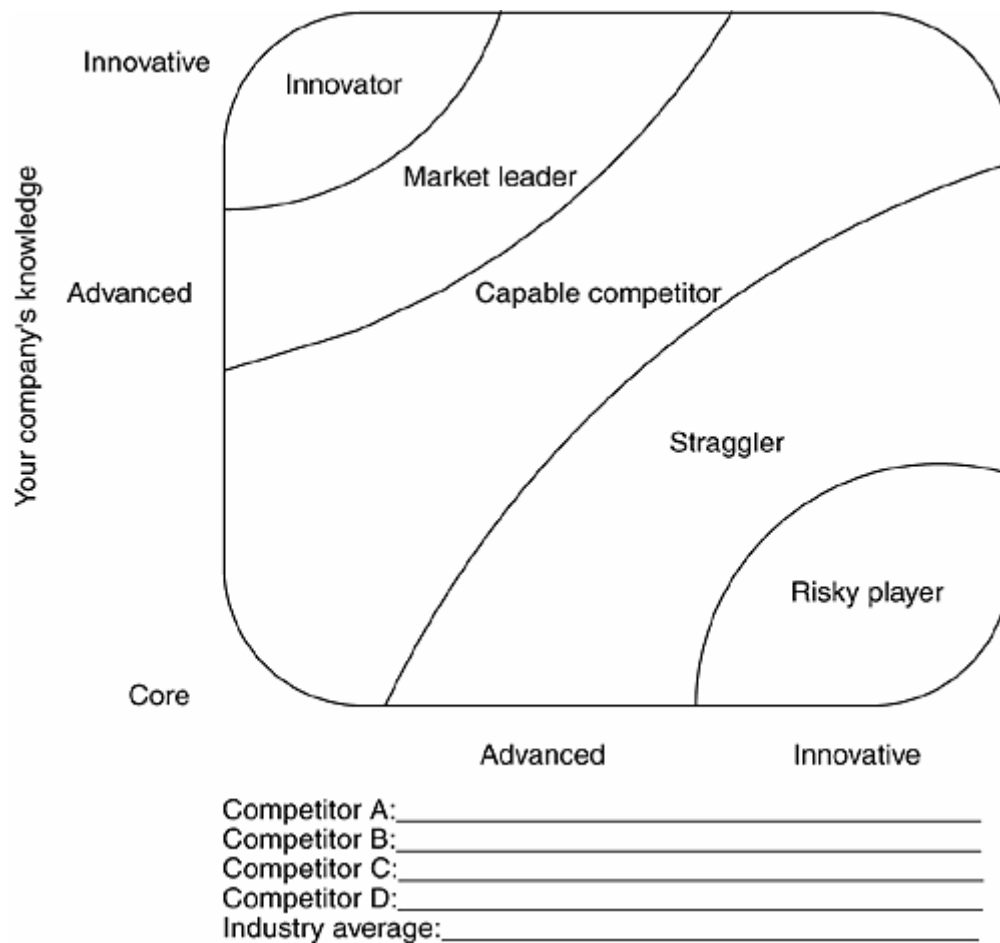 Innovative
Innovator
Your company's knowledge
Market leader
Advanced
Capable competitor
Straggler
Risky player
Core
Advanced
Innovative
Competitor A:
Competitor B:
Competitor C:
Competitor D:
Industry average: